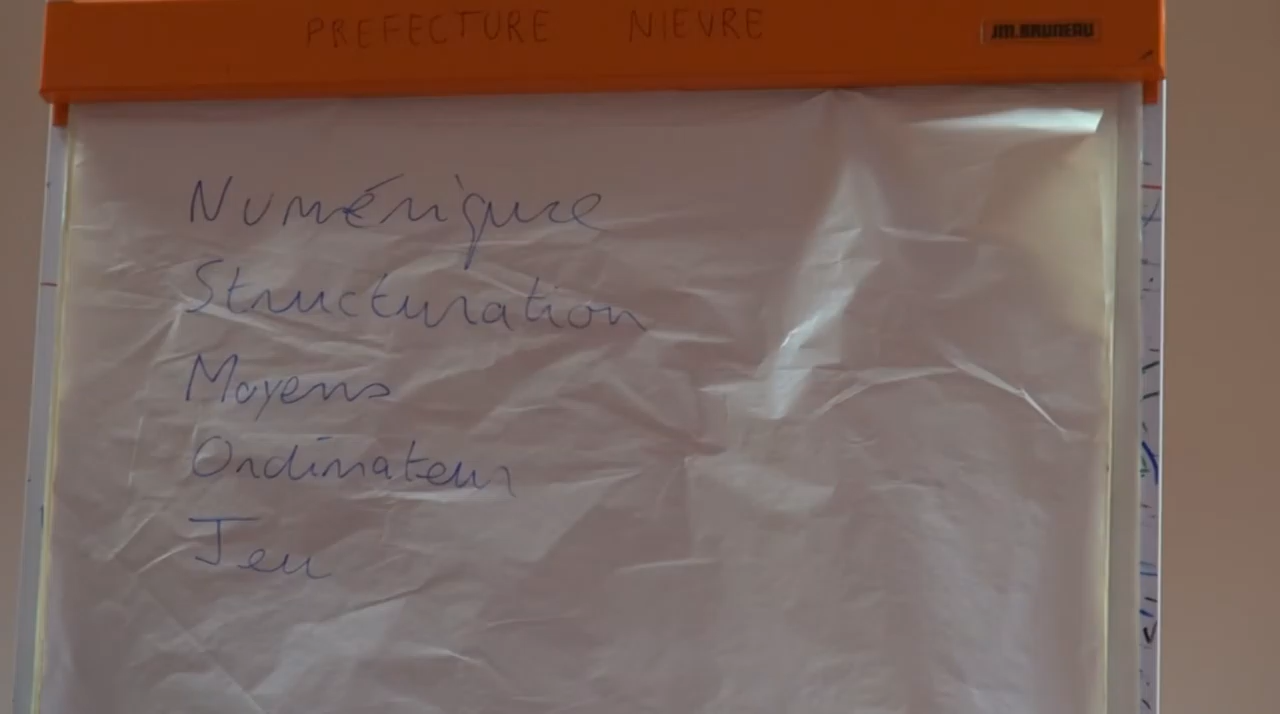 PREFECTURE NIEVRE
JM.BRUNEAU
Numérique
Structuration
Moyens
Ordinateur
Jeu